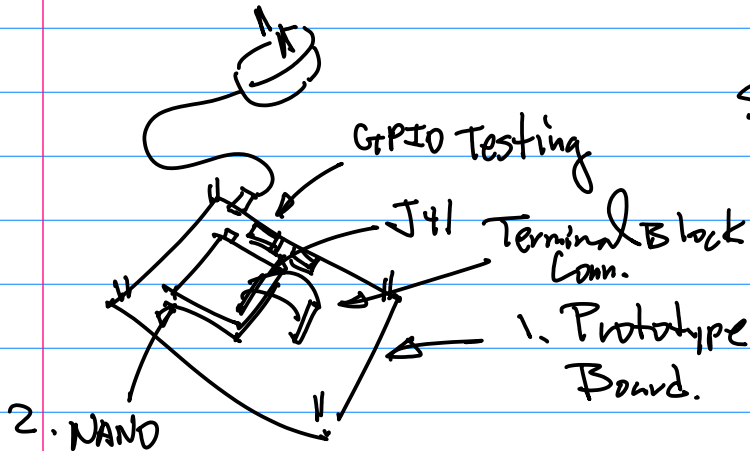 GPIO Testing
J41
Terminal Block
Conn.
1. Prototype
Board.
2. NANO